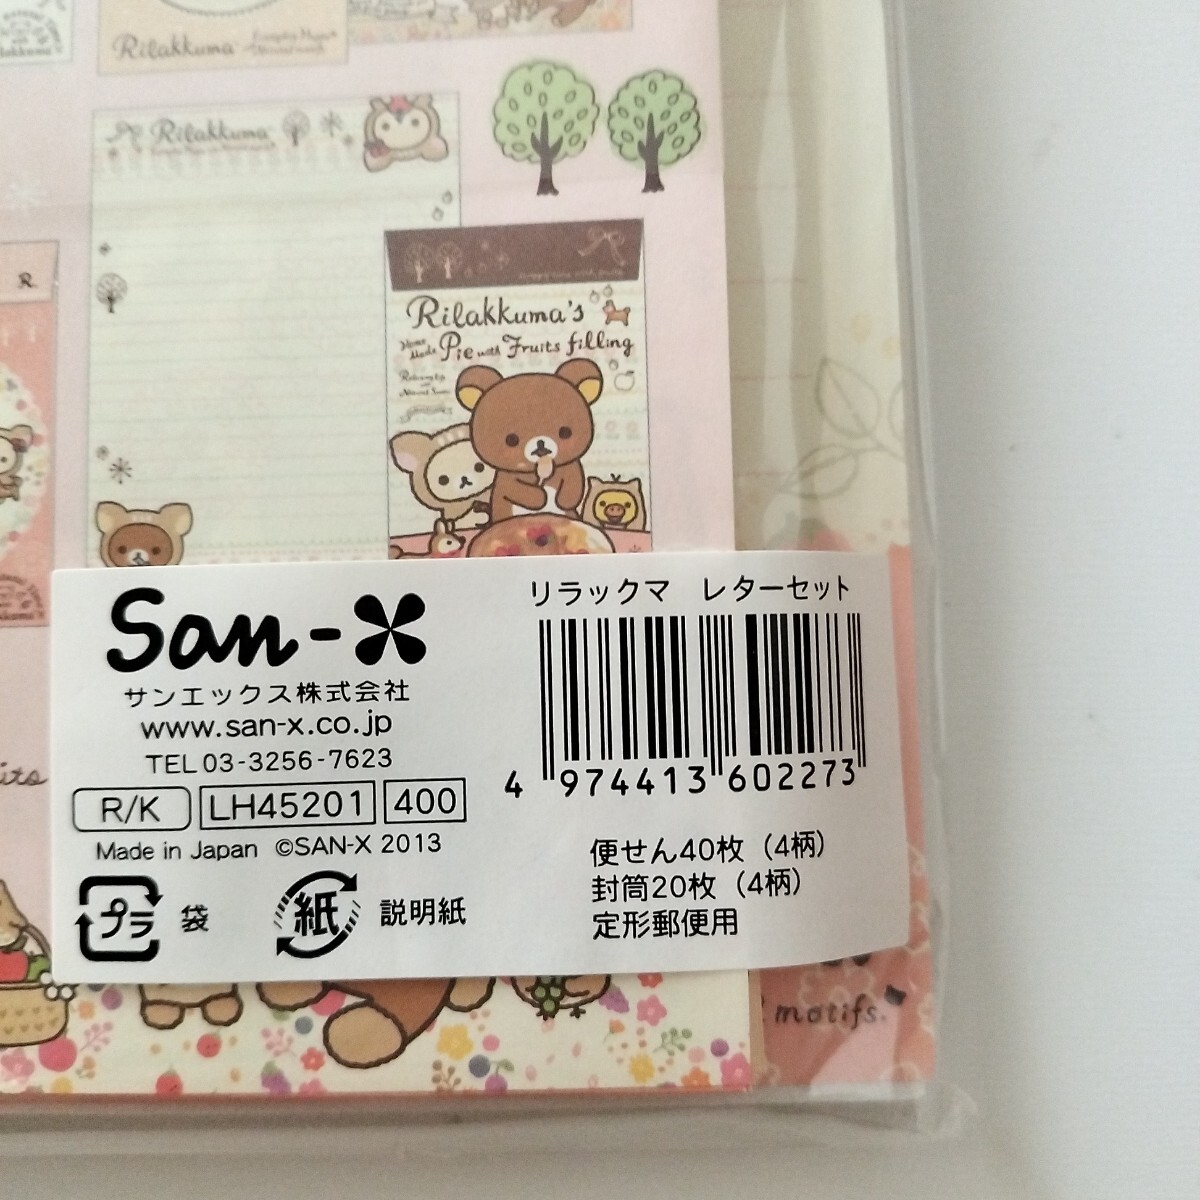 Rilakkuma
Rilakkuma
R
Rilakkuma's
Home Made Pie with Fruits filling
San-X
サンエックス株式会社
www.san-x.co.jp
TEL 03-3256-7623
R/K LH45201 400
Made in Japan ©SAN-X 2013
プラ 袋 紙 説明紙
リラックマ レターセット
4 974413 602273
便せん40枚（4柄）
封筒20枚（4柄）
定形郵便用
motifs.